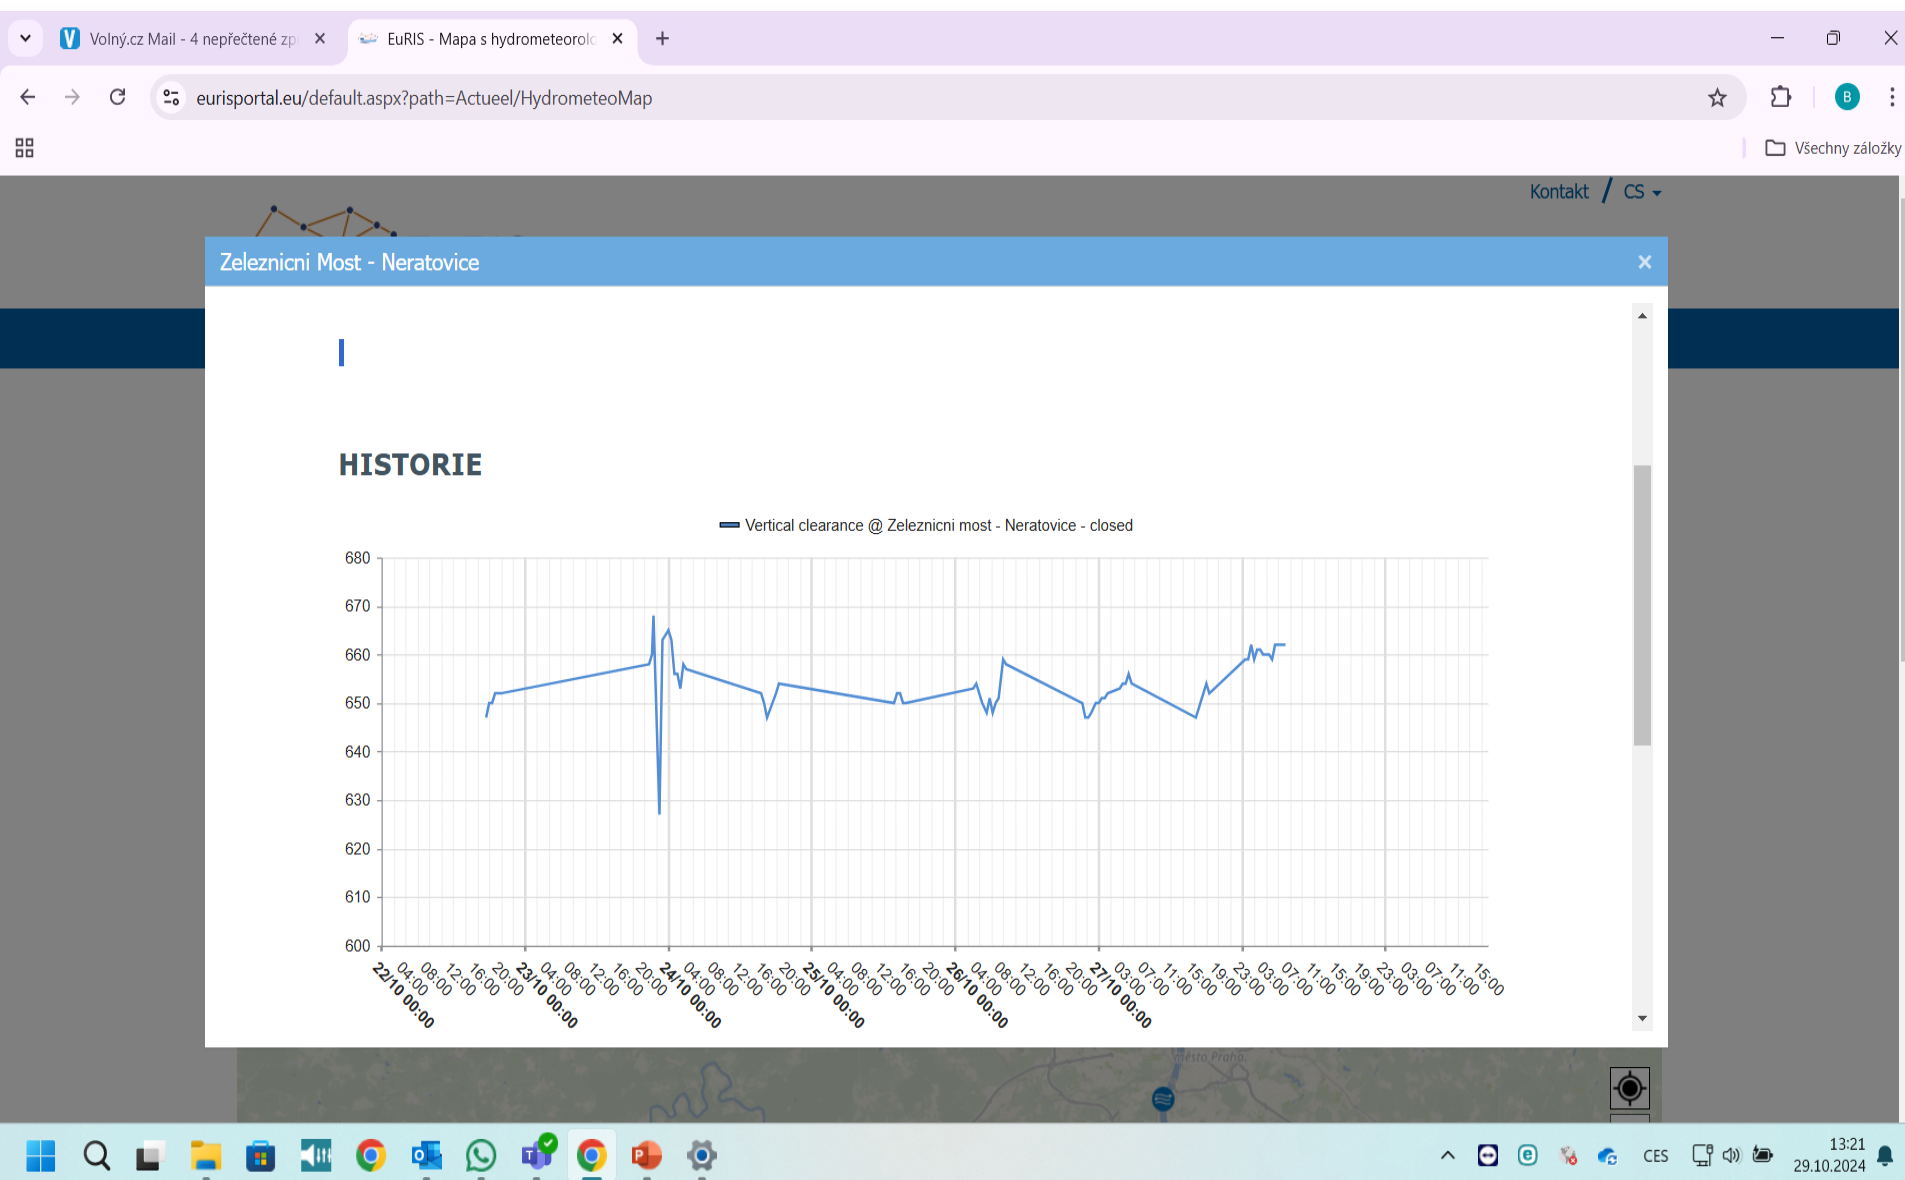 Volný.cz Mail - 4 nepřečtené zp
EuRIS - Mapa s hydrometeorolo
eurisportal.eu/default.aspx?path=Actueel/HydrometeoMap
B
Všechny záložky
Kontakt / CS
Zeleznicni Most - Neratovice
HISTORIE
Vertical clearance @ Zeleznicni most - Neratovice - closed
680
670
660
650
640
630
620
610
600
22/10 00:00 04:00 08:00 12:00 16:00 20:00 23/10 00:00 04:00 08:00 12:00 16:00 20:00 24/10 00:00 04:00 08:00 12:00 16:00 20:00 25/10 00:00 04:00 08:00 12:00 16:00 20:00 26/10 00:00 04:00 08:00 12:00 16:00 20:00 27/10 00:00 03:00 07:00 11:00 15:00 19:00 23:00 03:00 07:00 11:00 15:00 19:00 23:00 03:00 07:00 11:00 15:00
město Praha
CES
13:21
29.10.2024